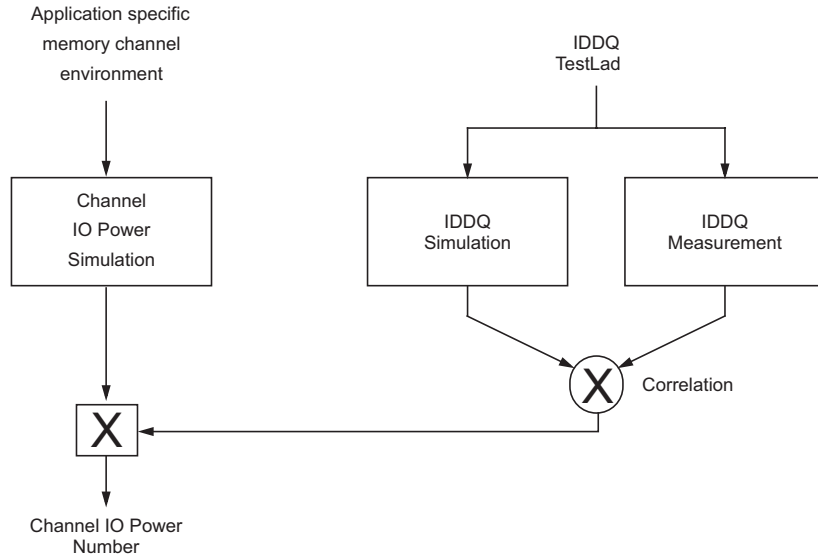 Application specific
memory channel
environment
IDDQ
TestLad
Channel
IO Power
Simulation
IDDQ
Simulation
IDDQ
Measurement
X
Correlation
X
Channel IO Power
Number